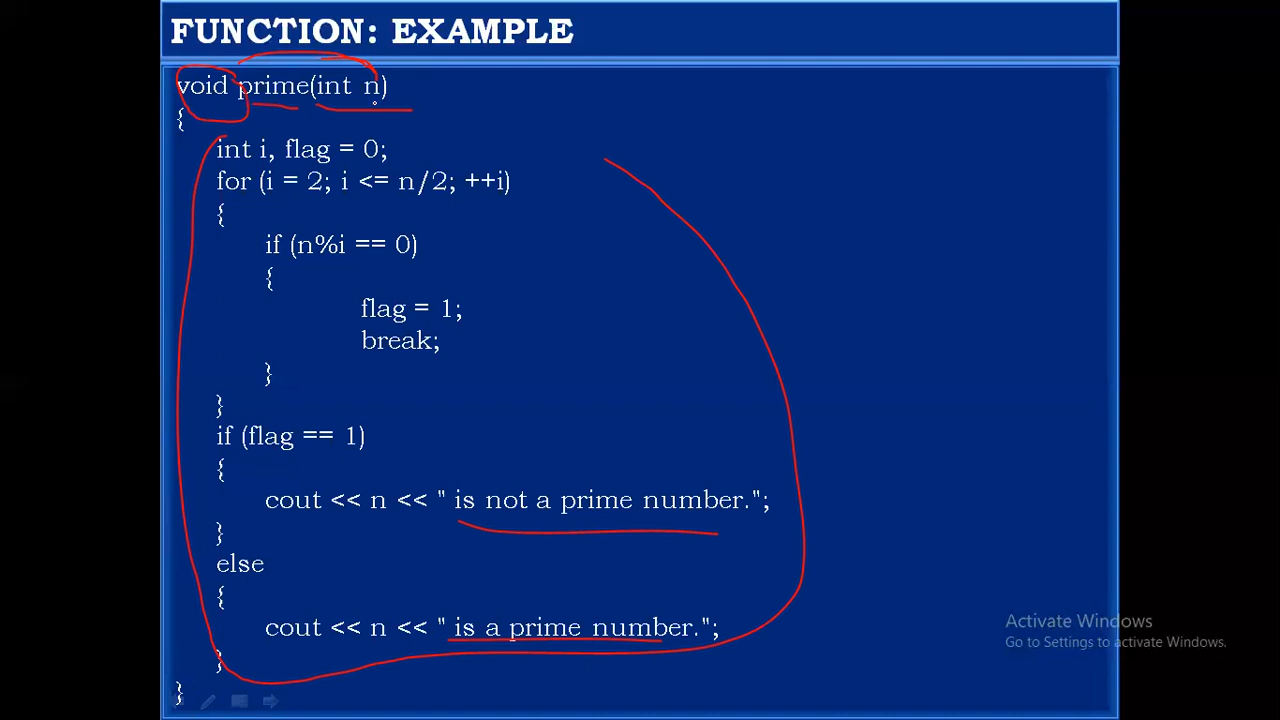 FUNCTION: EXAMPLE
void prime(int n)
{
int i, flag = 0;
for (i = 2; i <= n/2; ++i)
{
if (n%i == 0)
{
flag = 1;
break;
}
}
if (flag == 1)
{
cout << n << " is not a prime number.";
}
else
{
cout << n << " is a prime number.";
}
}
Activate Windows
Go to Settings to activate Windows.